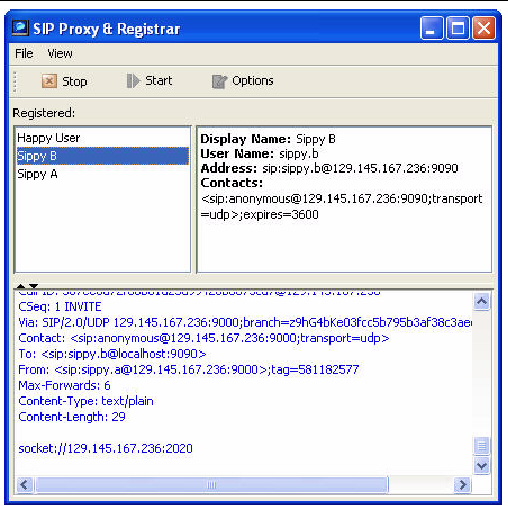 SIP Proxy & Registrar
File View
Stop Start Options
Registered:
Happy User
Sippy B
Sippy A
Display Name: Sippy B
User Name: sippy.b
Address: sip:sippy.b@129.145.167.236:9090
Contacts:
<sip:anonymous@129.145.167.236:9090;transport
=udp>;expires=3600
CSeq: 1 INVITE
Via: SIP/2.0/UDP 129.145.167.236:9000;branch=z9hG4bKe03fcc5b795b3af38c3aec
Contact: <sip:anonymous@129.145.167.236:9000;transport=udp>
To: <sip:sippy.b@localhost:9090>
From: <sip:sippy.a@129.145.167.236:9000>;tag=581182577
Max-Forwards: 6
Content-Type: text/plain
Content-Length: 29
socket://129.145.167.236:2020